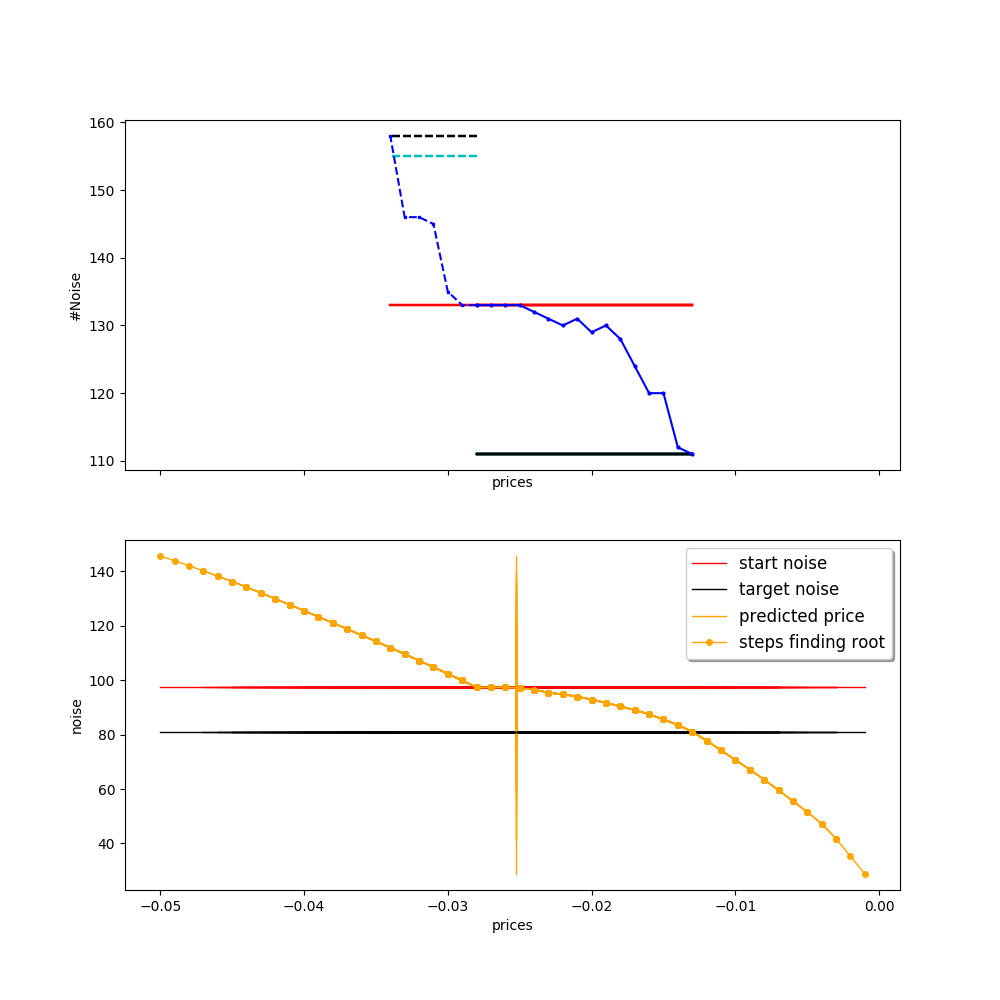 160
150
140
130
120
110
#Noise
prices
140
120
100
80
60
40
noise
start noise
target noise
predicted price
steps finding root
−0.05 −0.04 −0.03 −0.02 −0.01 0.00
prices